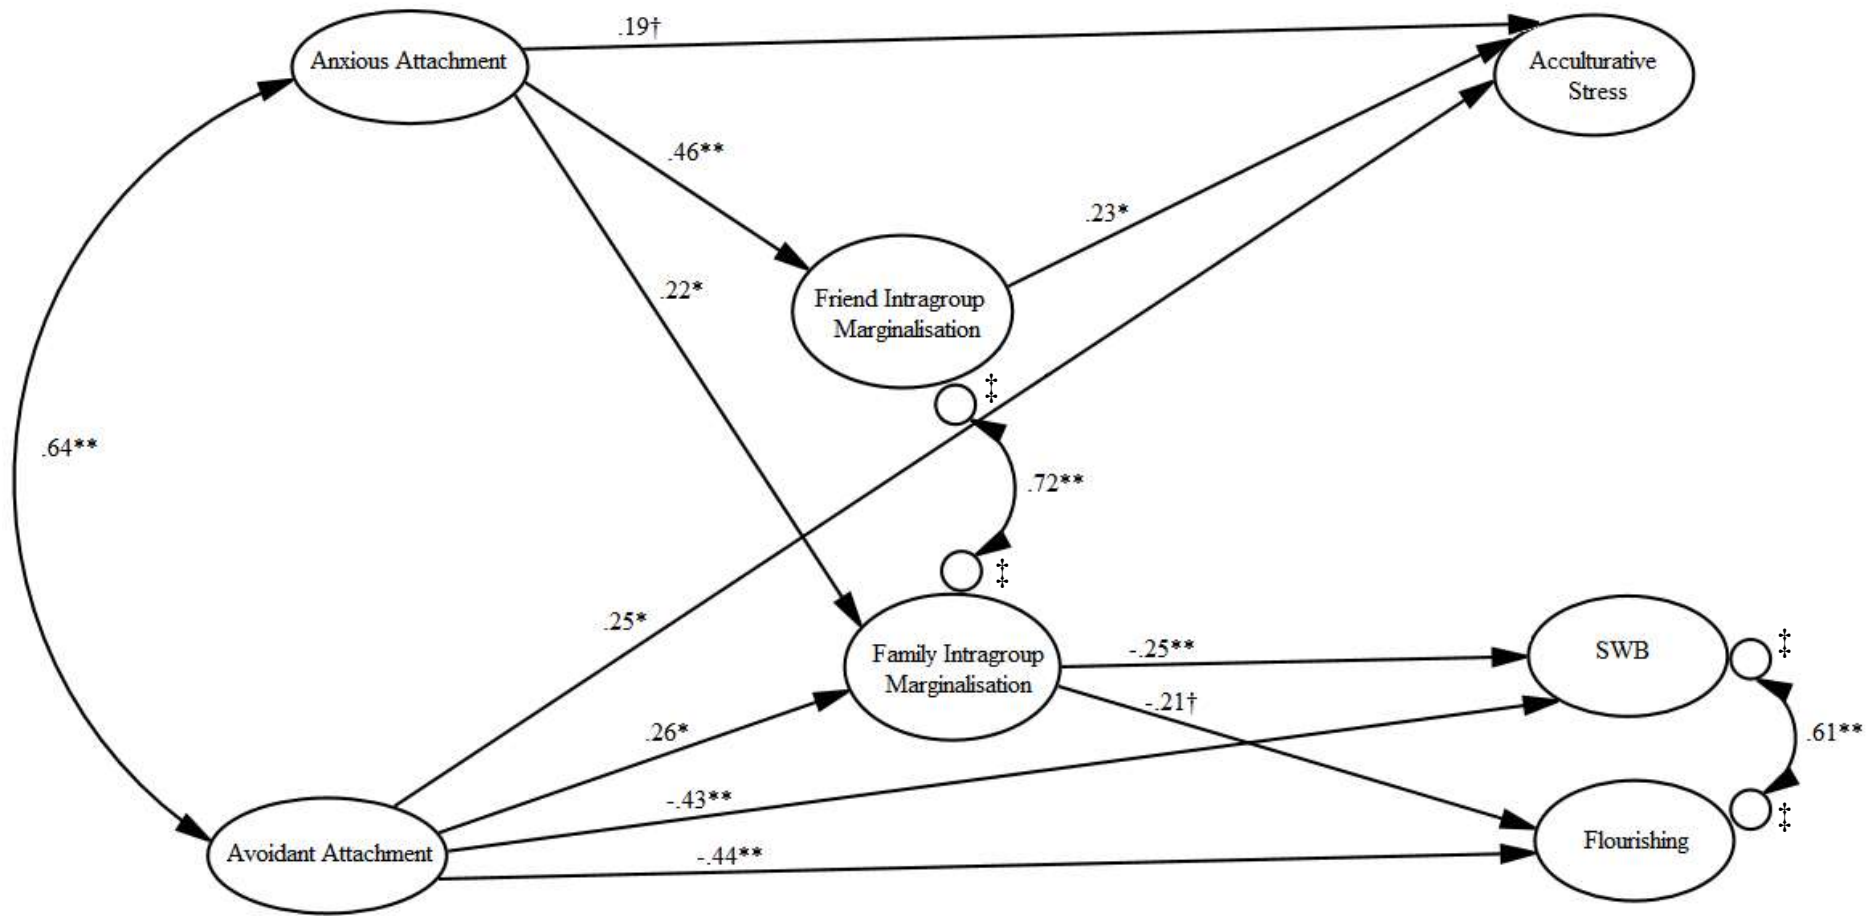 .19†
Anxious Attachment
Acculturative
Stress
.46**
.23*
.22*
Friend Intragroup
Marginalisation
‡
.64**
.72**
‡
.25*
Family Intragroup
Marginalisation
-.25**
SWB
‡
-.21†
.26*
.61**
-.43**
‡
Avoidant Attachment
-.44**
Flourishing